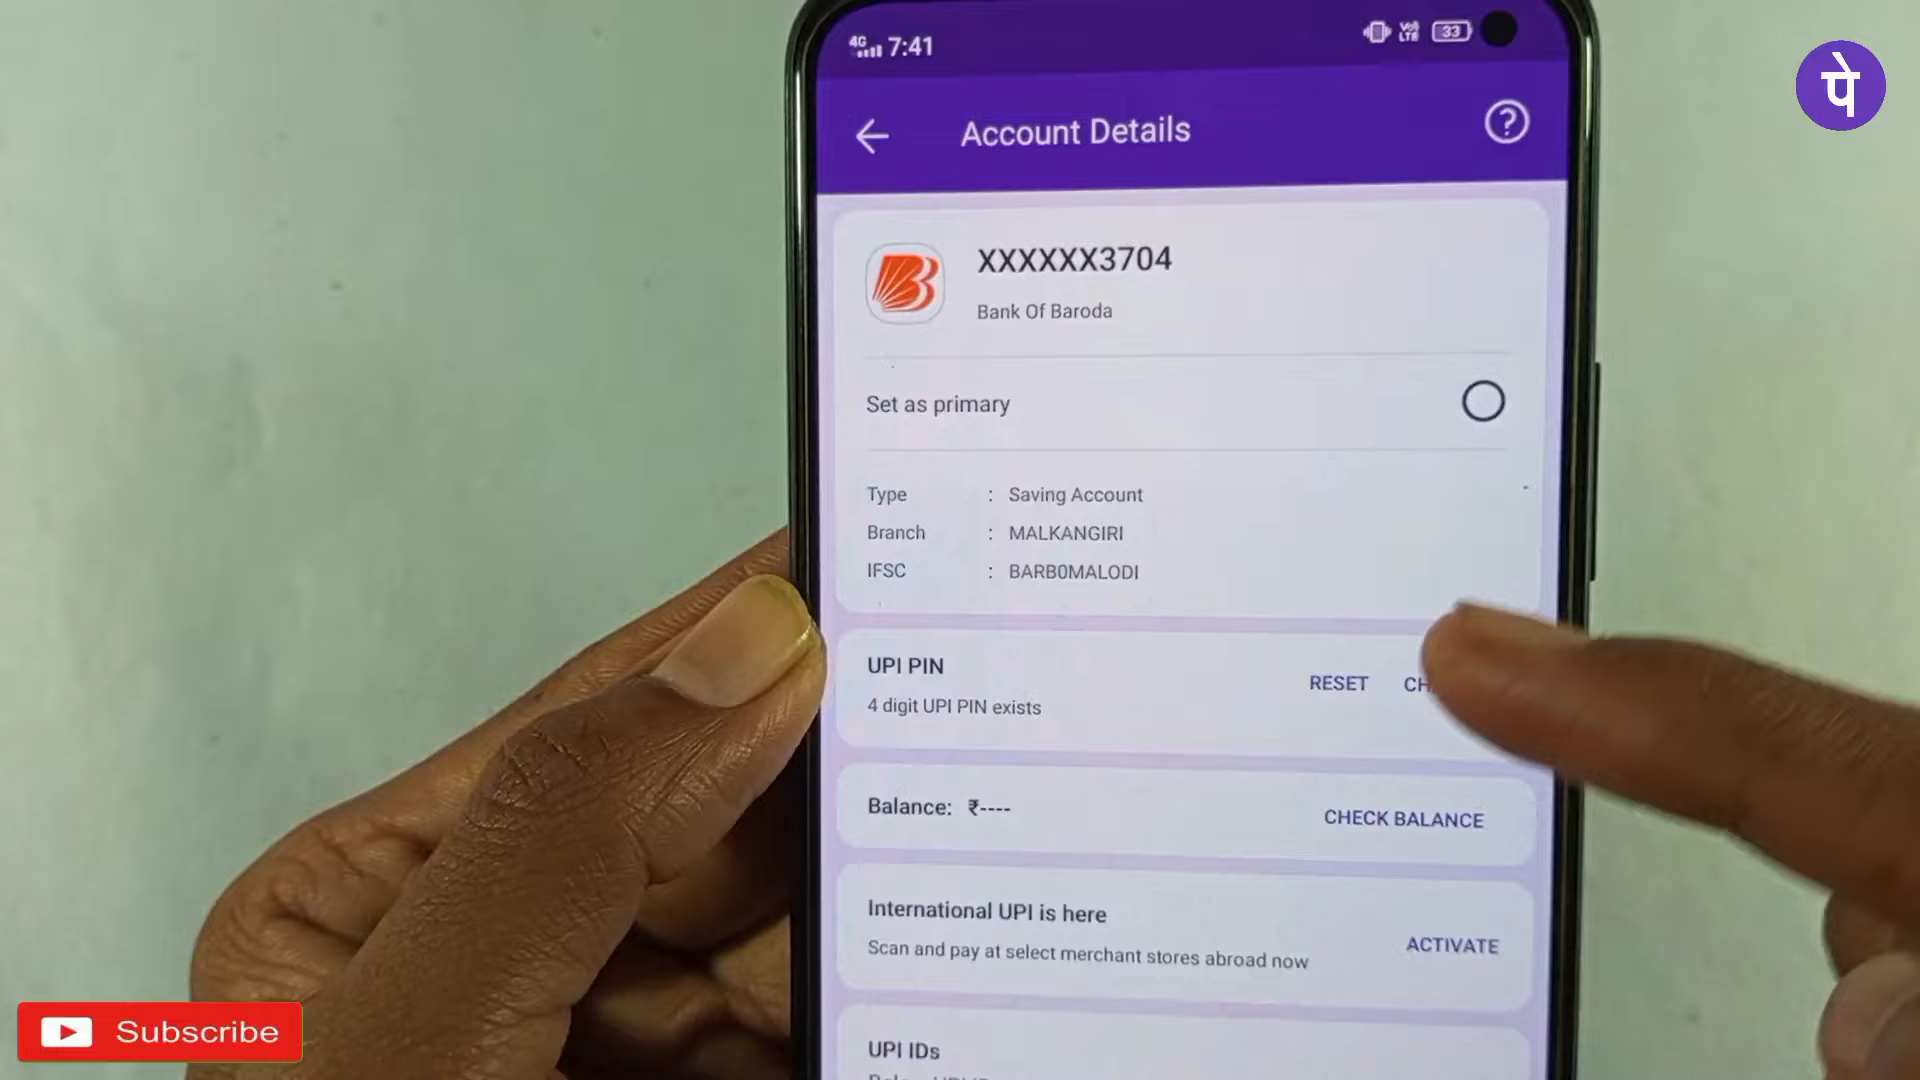 4G 7:41 Vo) LTE 33
पे
Account Details
XXXXXX3704
Bank Of Baroda
Set as primary
Type : Saving Account
Branch : MALKANGIRI
IFSC : BARB0MALODI
UPI PIN
RESET
4 digit UPI PIN exists
Balance: ₹----
CHECK BALANCE
International UPI is here
Scan and pay at select merchant stores abroad now
ACTIVATE
UPI IDs
Subscribe